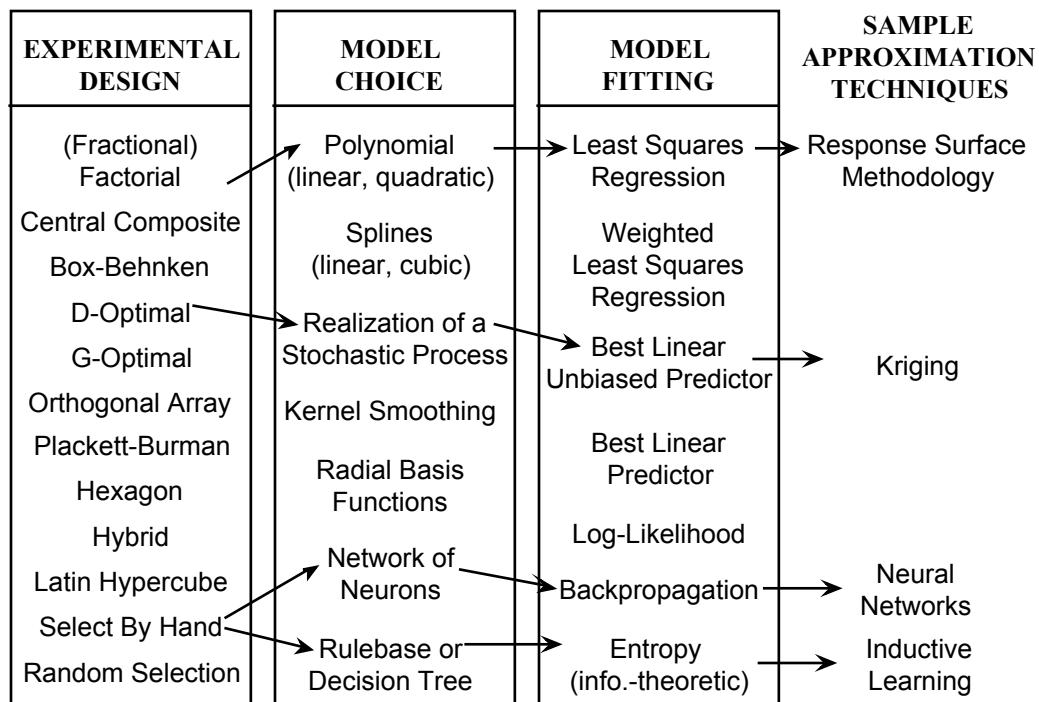 EXPERIMENTAL
DESIGN
(Fractional)
Factorial
Central Composite
Box-Behnken
D-Optimal
G-Optimal
Orthogonal Array
Plackett-Burman
Hexagon
Hybrid
Latin Hypercube
Select By Hand
Random Selection
MODEL
CHOICE
Polynomial
(linear, quadratic)
Splines
(linear, cubic)
Realization of a
Stochastic Process
Kernel Smoothing
Radial Basis
Functions
Network of
Neurons
Rulebase or
Decision Tree
MODEL
FITTING
Least Squares
Regression
Weighted
Least Squares
Regression
Best Linear
Unbiased Predictor
Best Linear
Predictor
Log-Likelihood
Backpropagation
Entropy
(info.-theoretic)
SAMPLE
APPROXIMATION
TECHNIQUES
Response Surface
Methodology
Kriging
Neural
Networks
Inductive
Learning